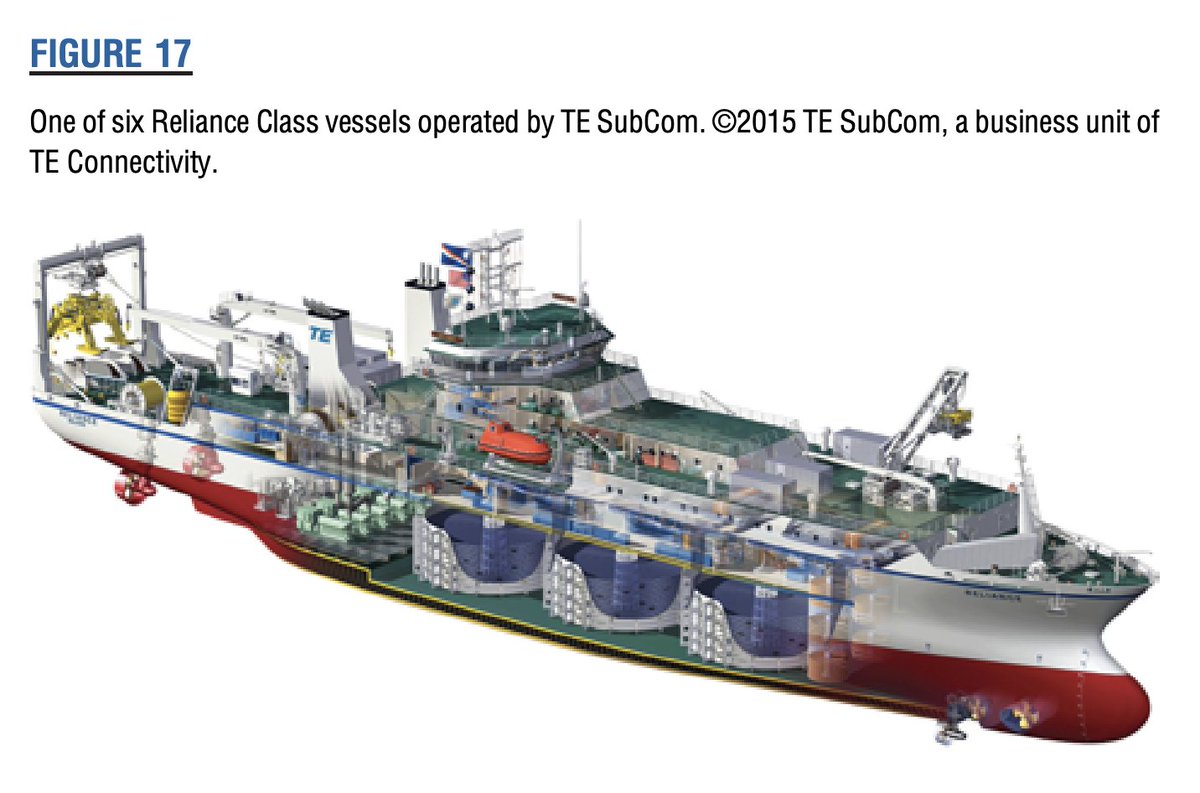 FIGURE 17
One of six Reliance Class vessels operated by TE SubCom. ©2015 TE SubCom, a business unit of
TE Connectivity.
TE
RELIANCE